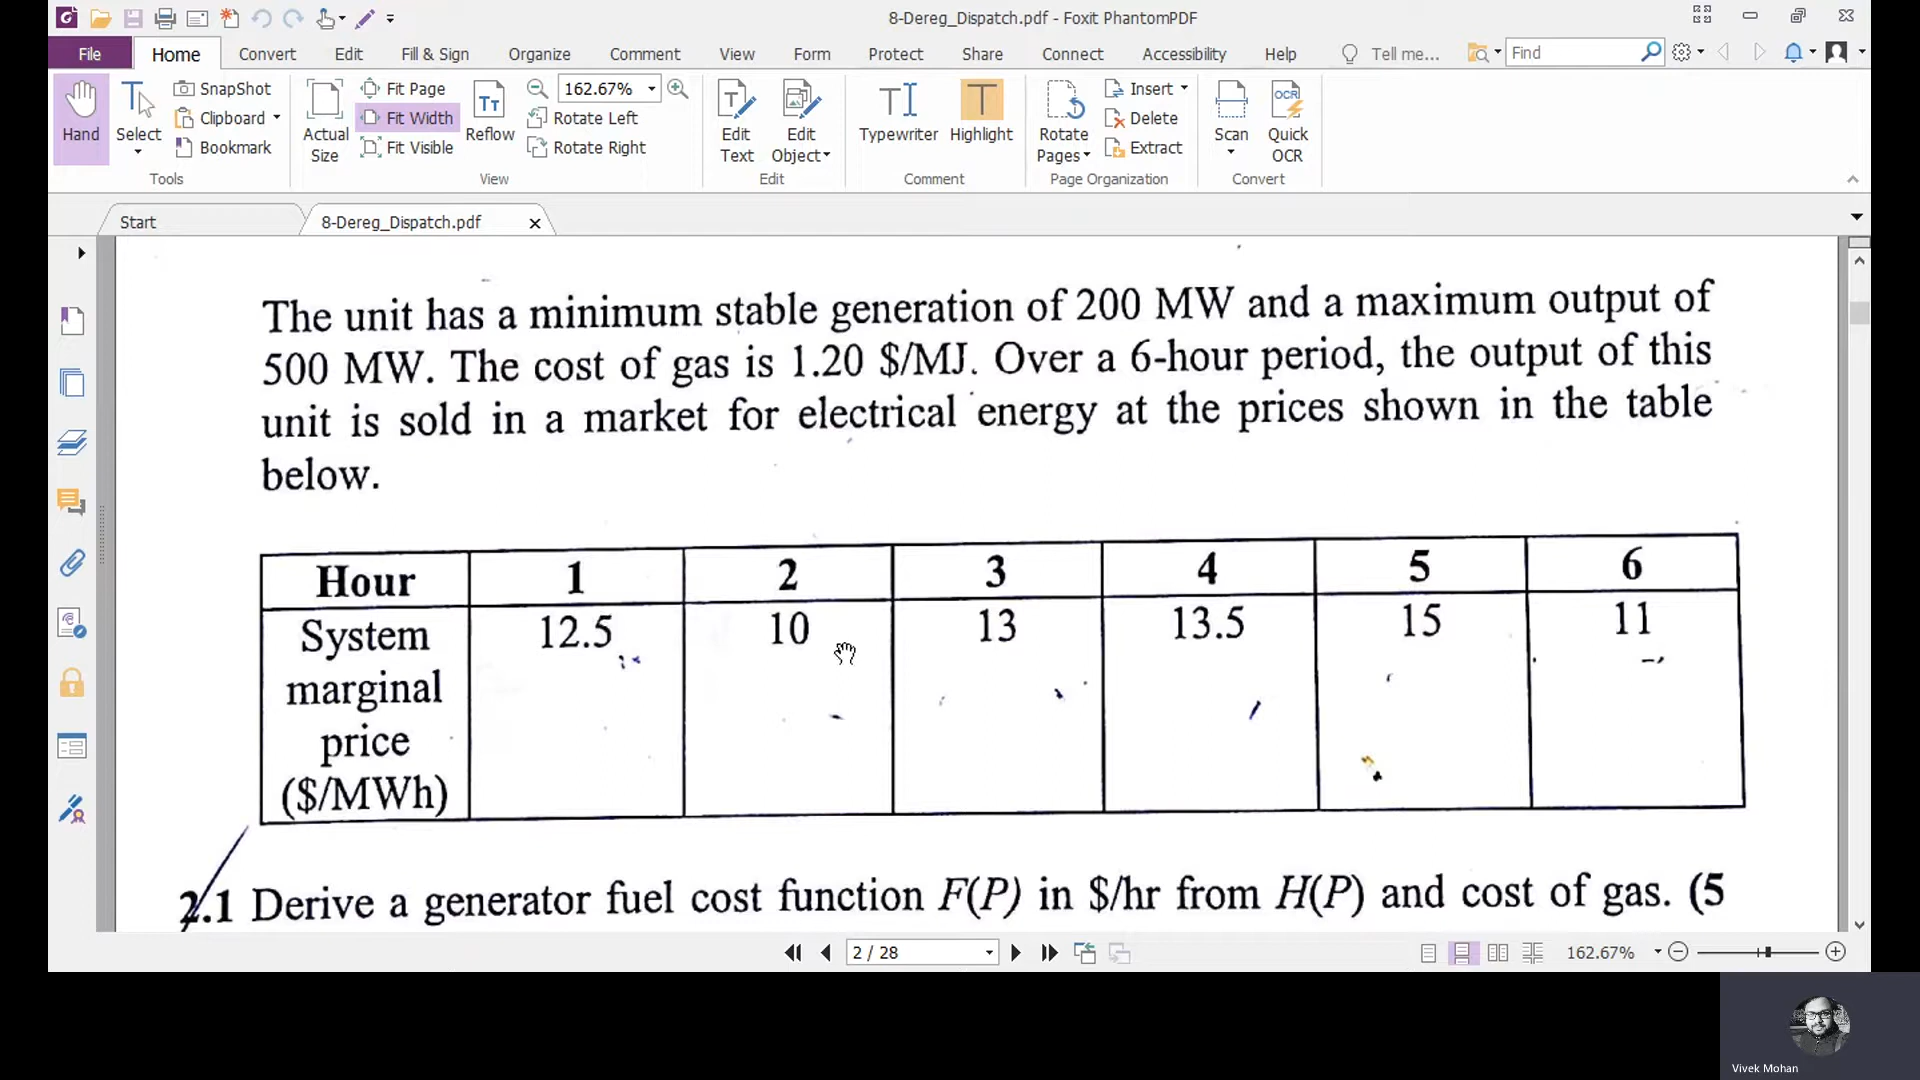 8-Dereg_Dispatch.pdf - Foxit PhantomPDF
File Home Convert Edit Fill & Sign Organize Comment View Form Protect Share Connect Accessibility Help Tell me... Find
Hand
Select
SnapShot
Clipboard
Bookmark
Tools
Actual Size
Fit Page
Fit Width
Fit Visible
Reflow
162.67%
Rotate Left
Rotate Right
View
Edit Text
Edit Object
Edit
Typewriter
Highlight
Comment
Rotate Pages
Insert
Delete
Extract
Page Organization
Scan
Quick OCR
Convert
Start 8-Dereg_Dispatch.pdf
The unit has a minimum stable generation of 200 MW and a maximum output of
500 MW. The cost of gas is 1.20 $/MJ. Over a 6-hour period, the output of this
unit is sold in a market for electrical energy at the prices shown in the table
below.
Hour 1 2 3 4 5 6
System 12.5 10 13 13.5 15 11
marginal
price
($/MWh)
2.1 Derive a generator fuel cost function F(P) in $/hr from H(P) and cost of gas. (5
2 / 28 162.67%
Vivek Mohan